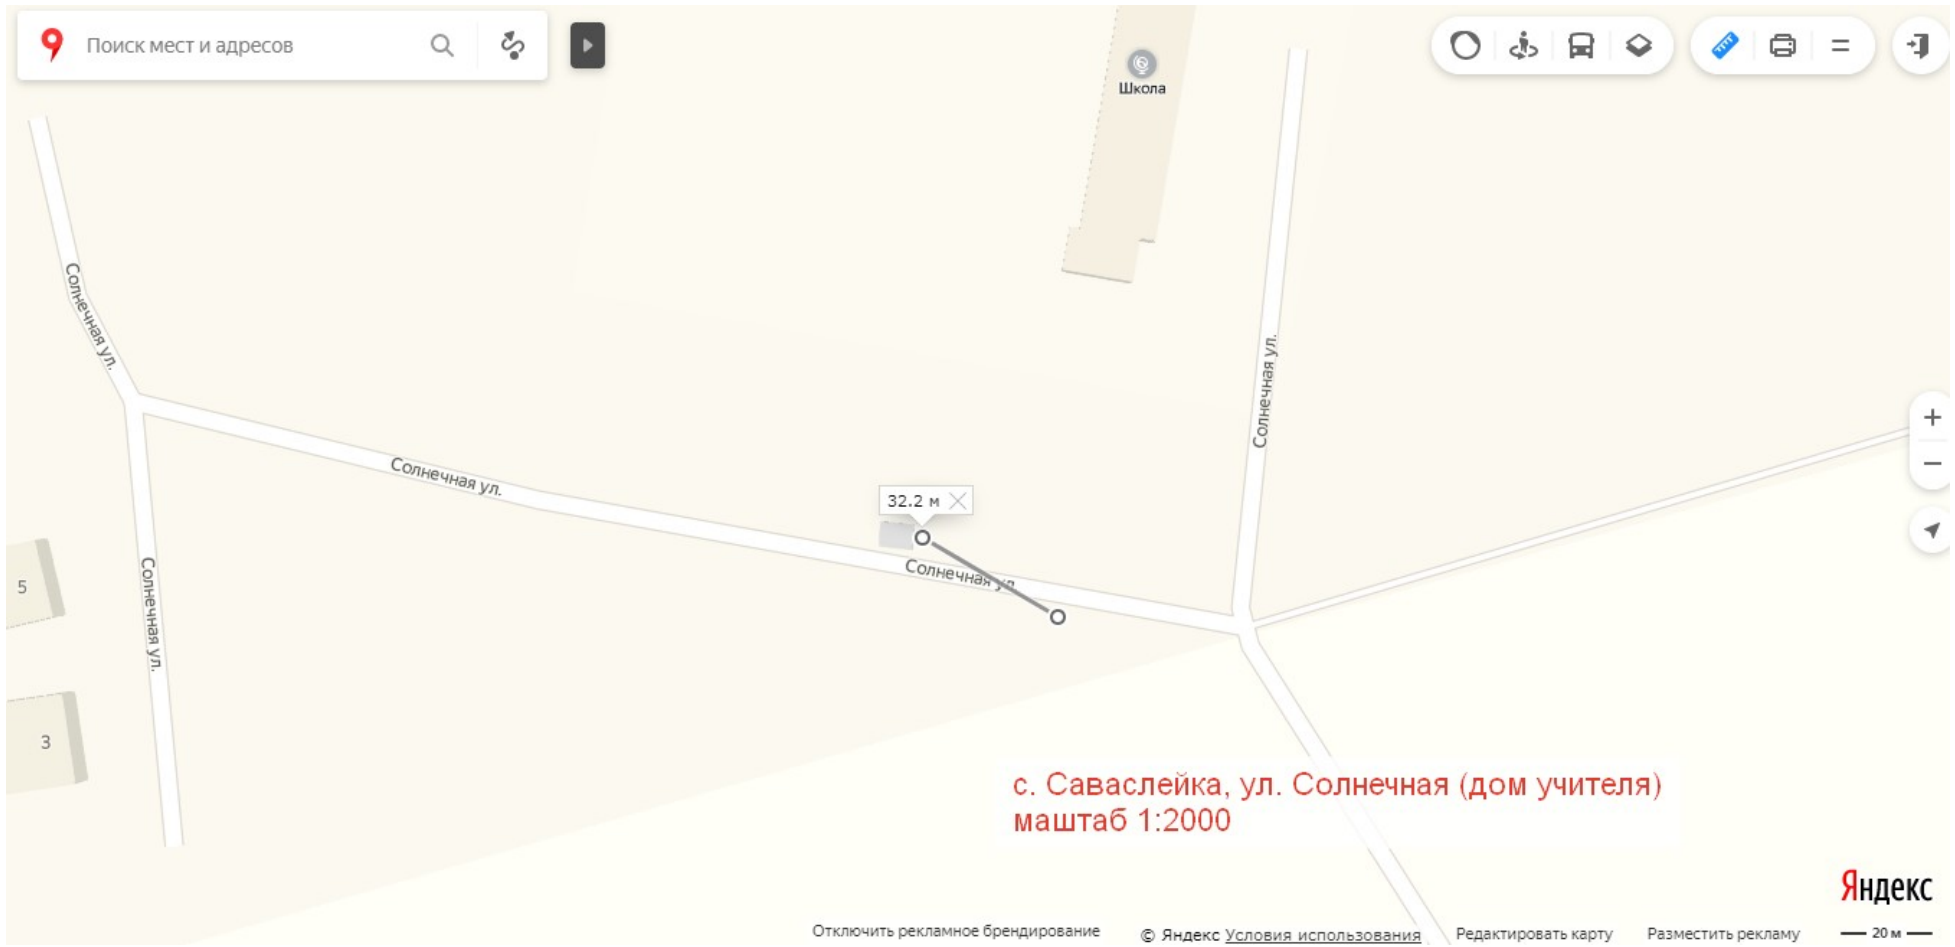 Поиск мест и адресов
Школа
Солнечная ул.
Солнечная ул.
Солнечная ул.
32.2 м
Солнечная ул.
Солнечная ул.
5
3
с. Саваслейка, ул. Солнечная (дом учителя)
маштаб 1:2000
Яндекс
Отключить рекламное брендирование
© Яндекс Условия использования
Редактировать карту
Разместить рекламу
20 м